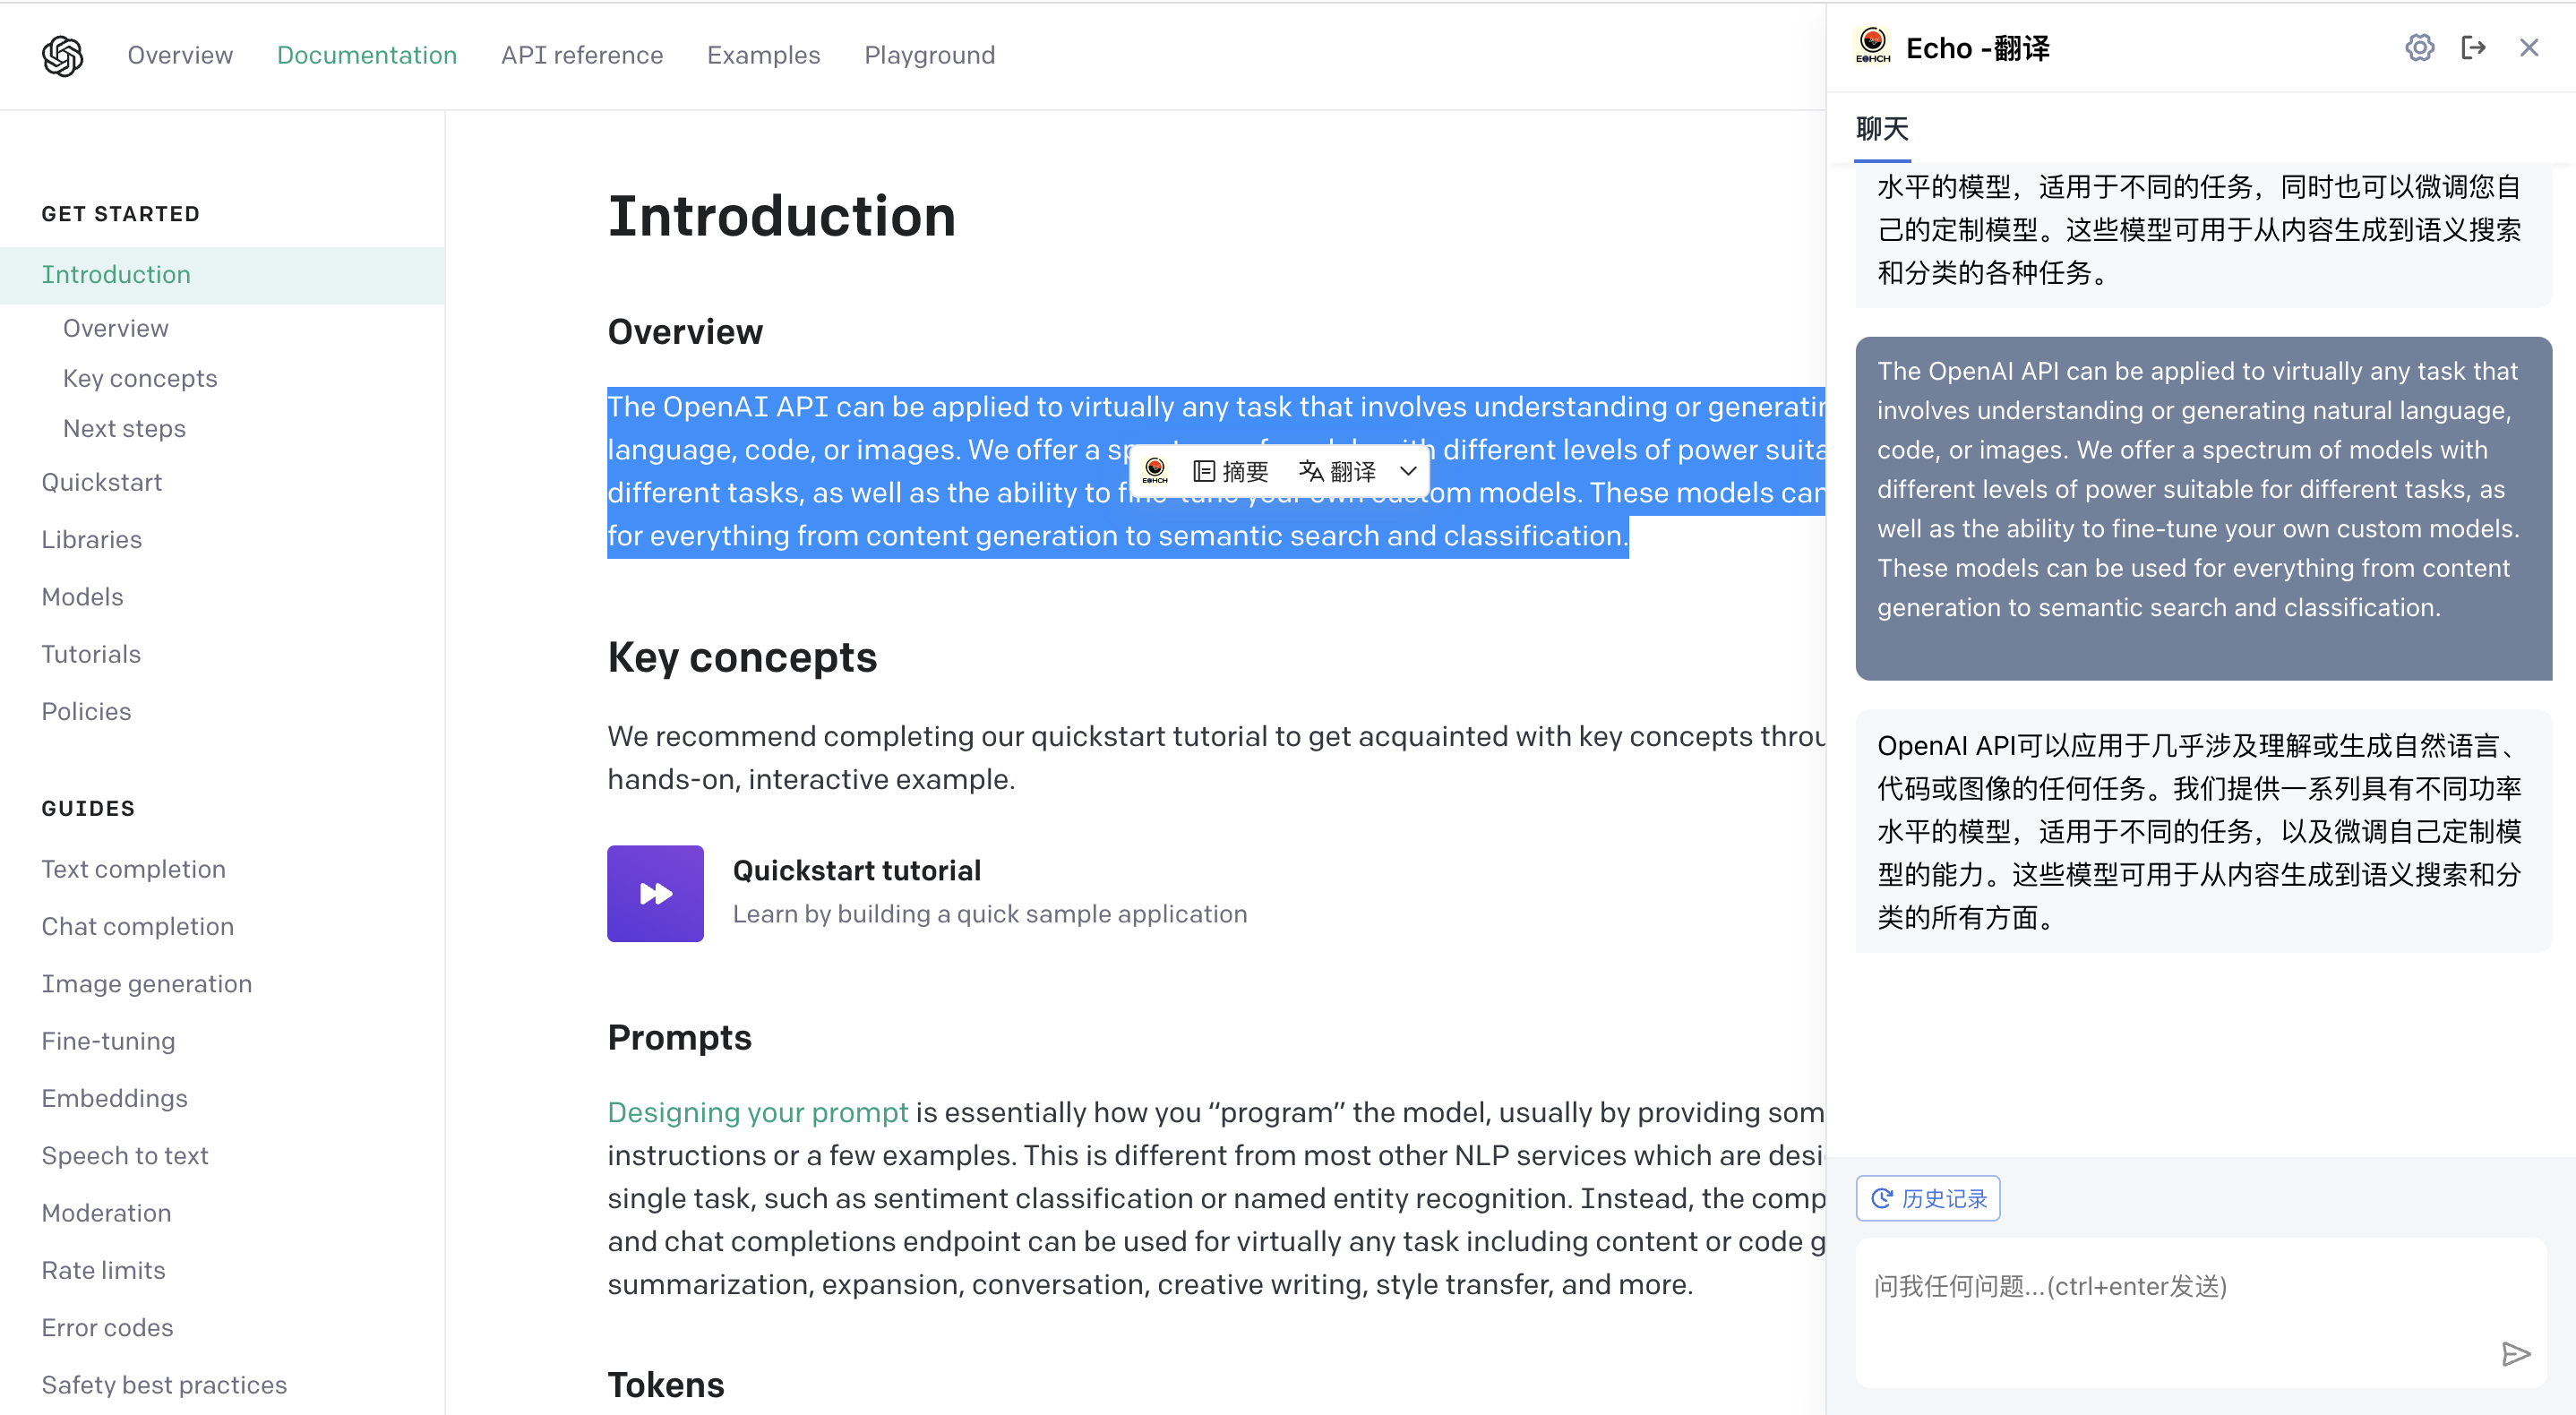 Overview Documentation API reference Examples Playground
GET STARTED
Introduction
Overview
Key concepts
Next steps
Quickstart
Libraries
Models
Tutorials
Policies
GUIDES
Text completion
Chat completion
Image generation
Fine-tuning
Embeddings
Speech to text
Moderation
Rate limits
Error codes
Safety best practices
Introduction
Overview
The OpenAI API can be applied to virtually any task that involves understanding or
language, code, or images. We offer a different levels of power
different tasks, as well as the ability to models. These models can
for everything from content generation to semantic search and classification.
EOHCH 摘要 翻译
Key concepts
We recommend completing our quickstart tutorial to get acquainted with key concepts
hands-on, interactive example.
Quickstart tutorial
Learn by building a quick sample application
Prompts
Designing your prompt is essentially how you “program” the model, usually by providing
instructions or a few examples. This is different from most other NLP services which are
single task, such as sentiment classification or named entity recognition. Instead, the
and chat completions endpoint can be used for virtually any task including content or code
summarization, expansion, conversation, creative writing, style transfer, and more.
Tokens
EOHCH Echo -翻译
聊天
水平的模型，适用于不同的任务，同时也可以微调您自
己的定制模型。这些模型可用于从内容生成到语义搜索
和分类的各种任务。
The OpenAI API can be applied to virtually any task that
involves understanding or generating natural language,
code, or images. We offer a spectrum of models with
different levels of power suitable for different tasks, as
well as the ability to fine-tune your own custom models.
These models can be used for everything from content
generation to semantic search and classification.
OpenAI API可以应用于几乎涉及理解或生成自然语言、
代码或图像的任何任务。我们提供一系列具有不同功率
水平的模型，适用于不同的任务，以及微调自己定制模
型的能力。这些模型可用于从内容生成到语义搜索和分
类的所有方面。
历史记录
问我任何问题...(ctrl+enter发送)